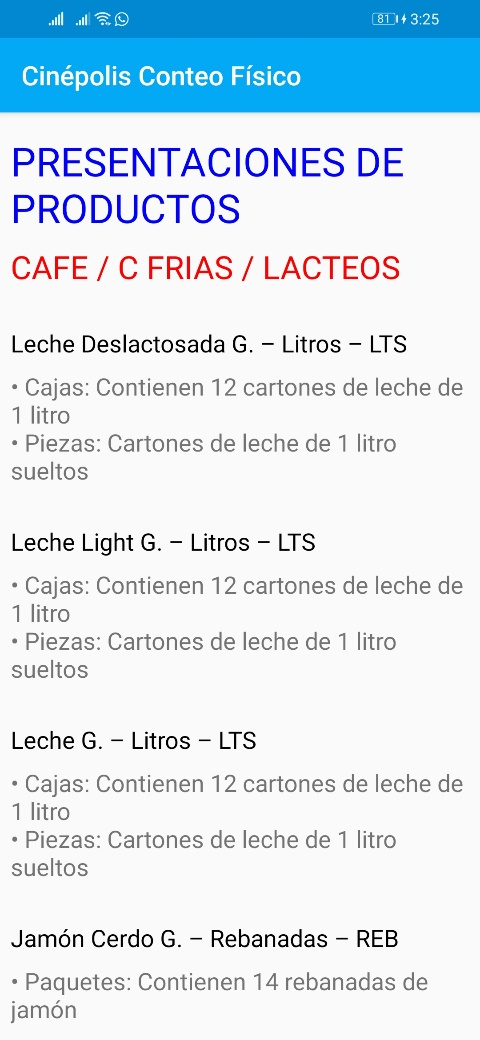 81 3:25
Cinépolis Conteo Físico
PRESENTACIONES DE
PRODUCTOS
CAFE / C FRIAS / LACTEOS
Leche Deslactosada G. – Litros – LTS
• Cajas: Contienen 12 cartones de leche de
1 litro
• Piezas: Cartones de leche de 1 litro
sueltos
Leche Light G. – Litros – LTS
• Cajas: Contienen 12 cartones de leche de
1 litro
• Piezas: Cartones de leche de 1 litro
sueltos
Leche G. – Litros – LTS
• Cajas: Contienen 12 cartones de leche de
1 litro
• Piezas: Cartones de leche de 1 litro
sueltos
Jamón Cerdo G. – Rebanadas – REB
• Paquetes: Contienen 14 rebanadas de
jamón